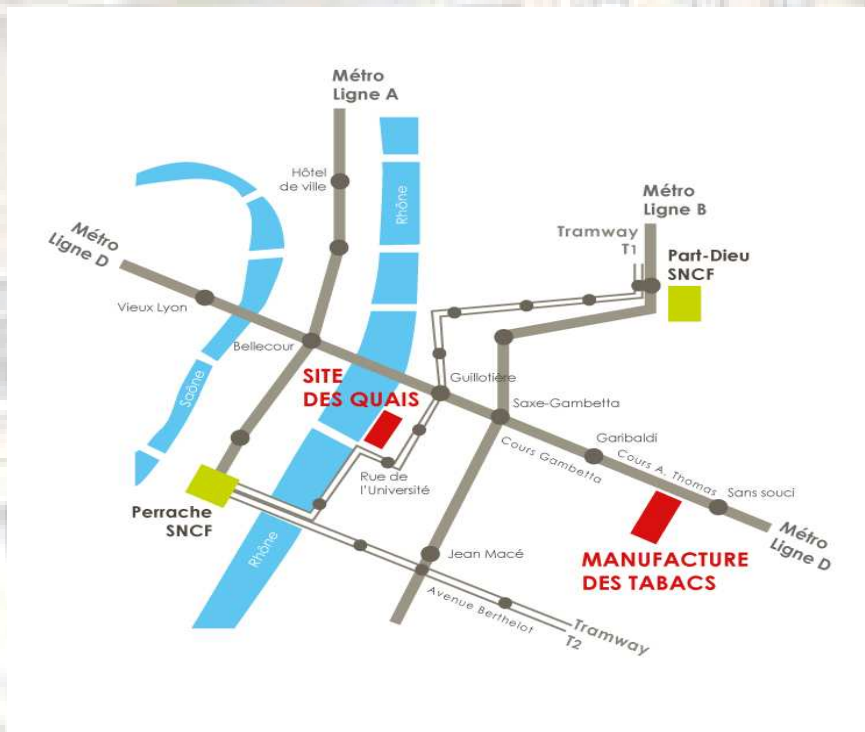 Métro
Ligne A
Hôtel
de ville
Rhône
Métro
Ligne B
Tramway
T1
Part-Dieu
SNCF
Métro
Ligne D
Vieux Lyon
Bellecour
Saône
SITE
DES QUAIS
Guillotière
Saxe-Gambetta
Garibaldi
Cours Gambetta
Cours A. Thomas
Sans souci
Rue de
l'Université
Perrache
SNCF
Rhône
Jean Macé
MANUFACTURE
DES TABACS
Métro
Ligne D
Avenue Berthelot
Tramway
T2